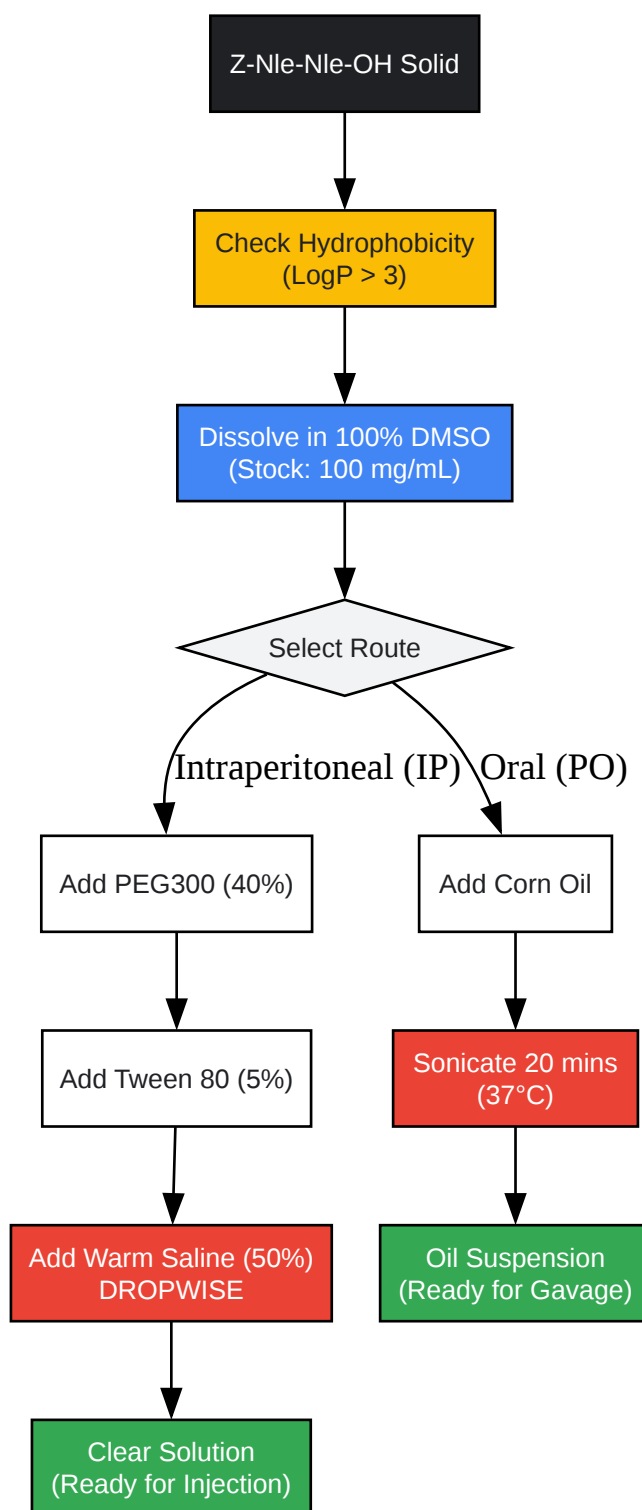 Z-Nle-Nle-OH Solid
Check Hydrophobicity
(LogP > 3)
Dissolve in 100% DMSO
(Stock: 100 mg/mL)
Select Route
Intraperitoneal (IP)
Oral (PO)
Add PEG300 (40%)
Add Corn Oil
Add Tween 80 (5%)
Sonicate 20 mins
(37°C)
Add Warm Saline (50%)
DROPWISE
Oil Suspension
(Ready for Gavage)
Clear Solution
(Ready for Injection)